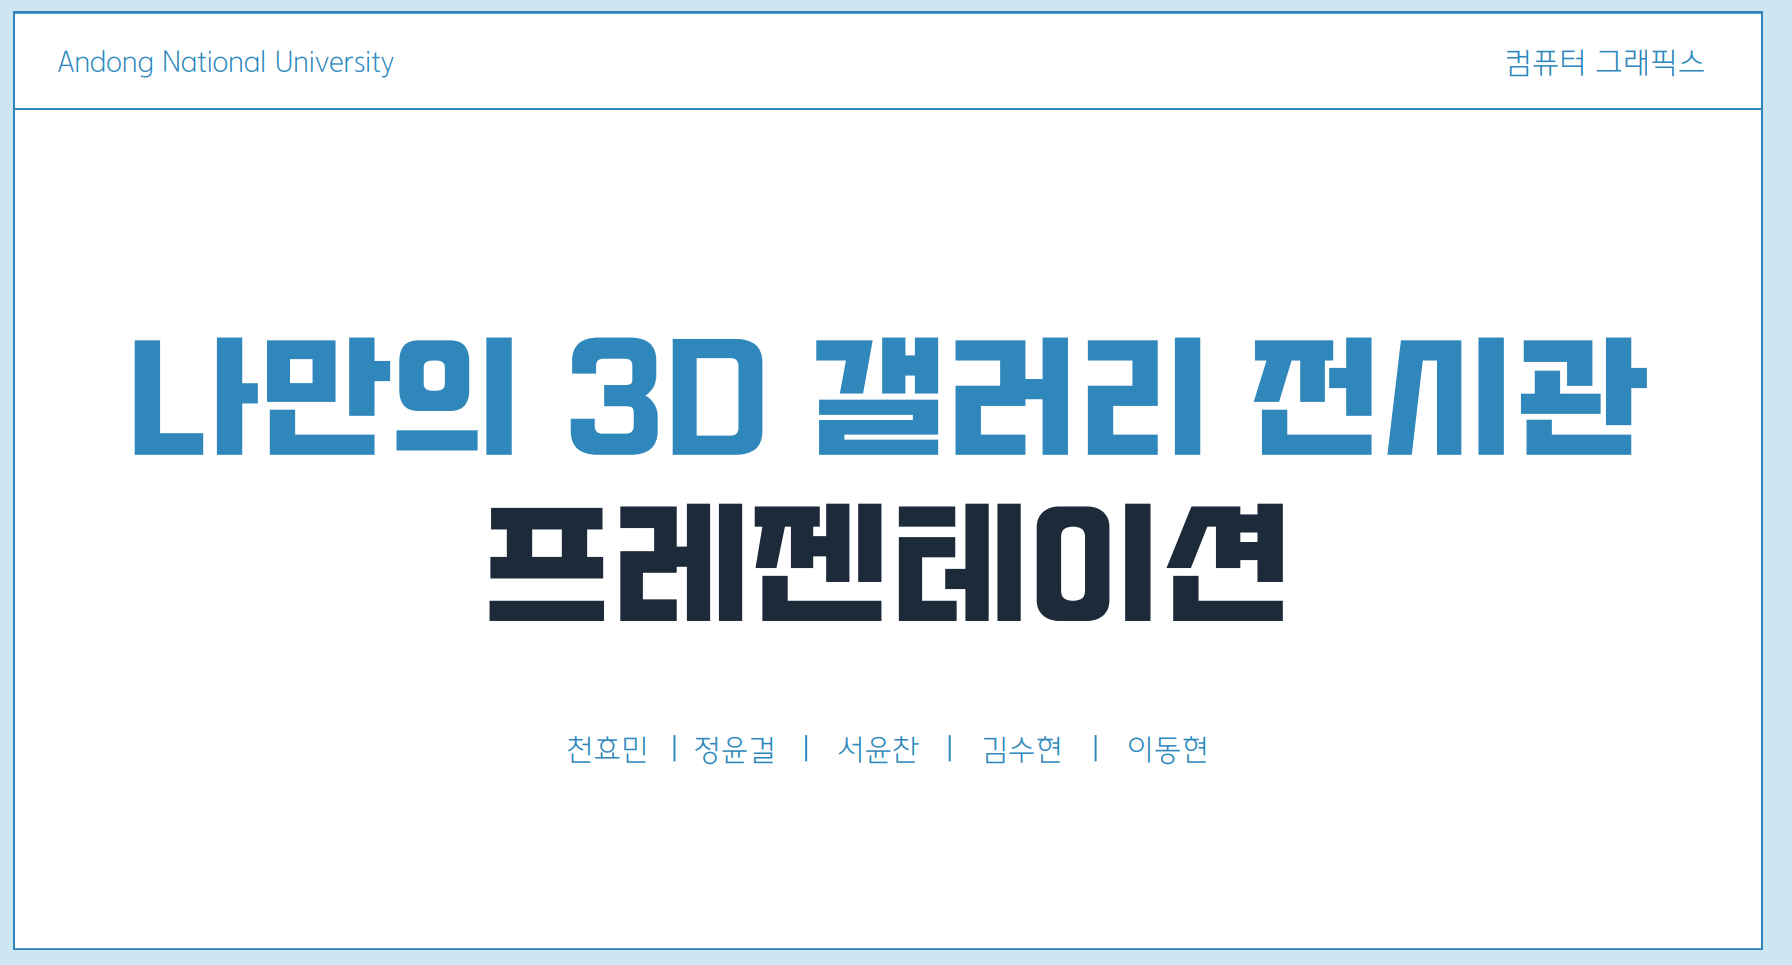 Andong National University
컴퓨터 그래픽스
나만의 3D 갤러리 전시관
프레젠테이션
천효민 | 정윤걸 | 서윤찬 | 김수현 | 이동현